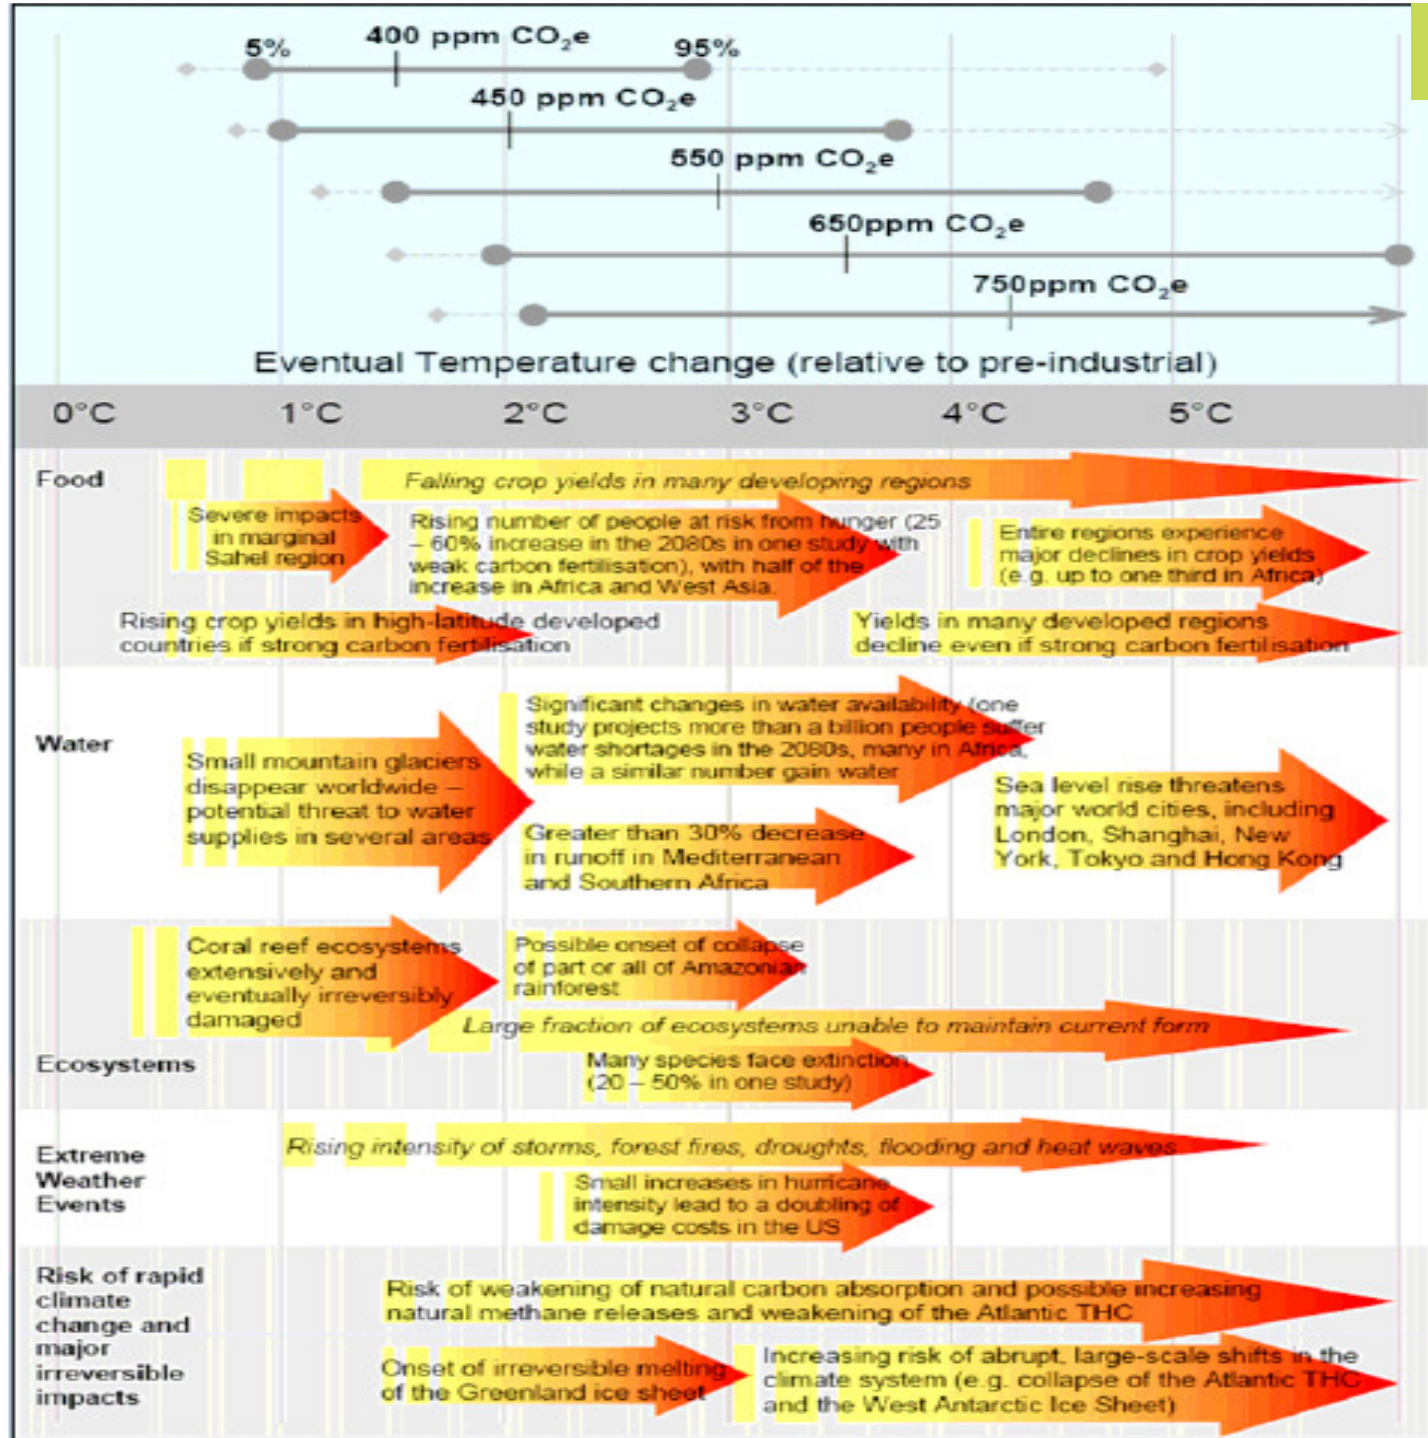 400 ppm CO₂e
5%
95%
450 ppm CO₂e
550 ppm CO₂e
650ppm CO₂e
750ppm CO₂e
Eventual Temperature change (relative to pre-industrial)
0°C 1°C 2°C 3°C 4°C 5°C
Food
Falling crop yields in many developing regions
Severe impacts
in marginal
Sahel region
Rising number of people at risk from hunger (25
– 60% increase in the 2080s in one study with
weak carbon fertilisation), with half of the
increase in Africa and West Asia.
Entire regions experience
major declines in crop yields
(e.g. up to one third in Africa)
Rising crop yields in high-latitude developed
countries if strong carbon fertilisation
Yields in many developed regions
decline even if strong carbon fertilisation
Water
Small mountain glaciers
disappear worldwide –
potential threat to water
supplies in several areas
Significant changes in water availability (one
study projects more than a billion people suffer
water shortages in the 2080s, many in Africa,
while a similar number gain water
Greater than 30% decrease
in runoff in Mediterranean
and Southern Africa
Sea level rise threatens
major world cities, including
London, Shanghai, New
York, Tokyo and Hong Kong
Ecosystems
Coral reef ecosystems
extensively and
eventually irreversibly
damaged
Possible onset of collapse
of part or all of Amazonian
rainforest
Large fraction of ecosystems unable to maintain current form
Many species face extinction
(20 – 50% in one study)
Extreme
Weather
Events
Rising intensity of storms, forest fires, droughts, flooding and heat waves
Small increases in hurricane
intensity lead to a doubling of
damage costs in the US
Risk of rapid
climate
change and
major
irreversible
impacts
Risk of weakening of natural carbon absorption and possible increasing
natural methane releases and weakening of the Atlantic THC
Onset of irreversible melting
of the Greenland ice sheet
Increasing risk of abrupt, large-scale shifts in the
climate system (e.g. collapse of the Atlantic THC
and the West Antarctic Ice Sheet)